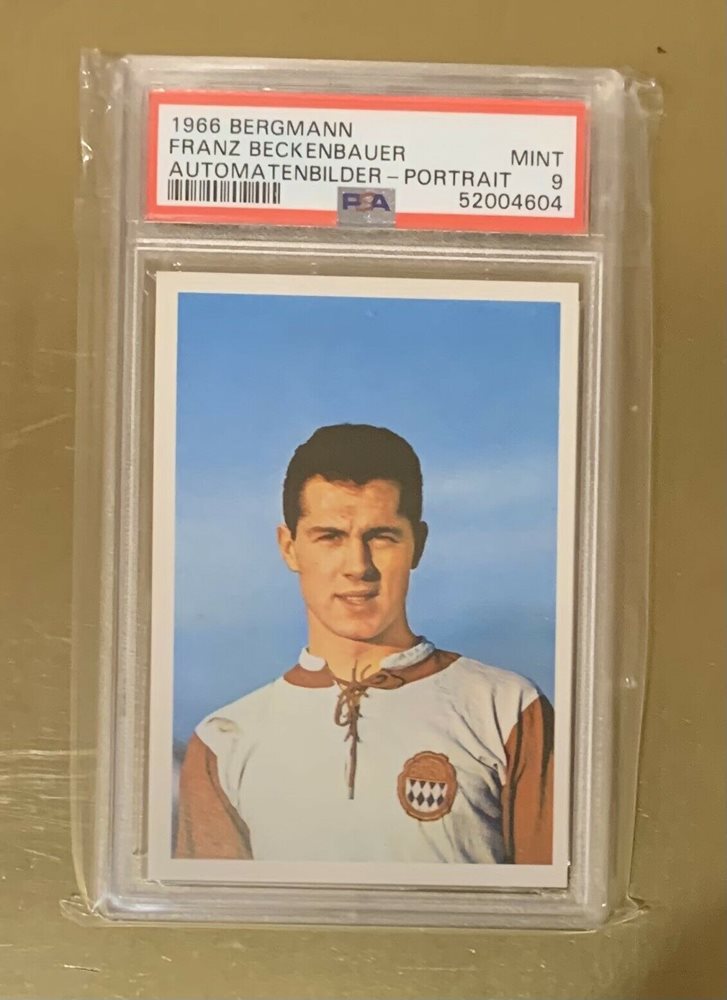 1966 BERGMANN
FRANZ BECKENBAUER MINT
AUTOMATENBILDER - PORTRAIT 9
PSA 52004604